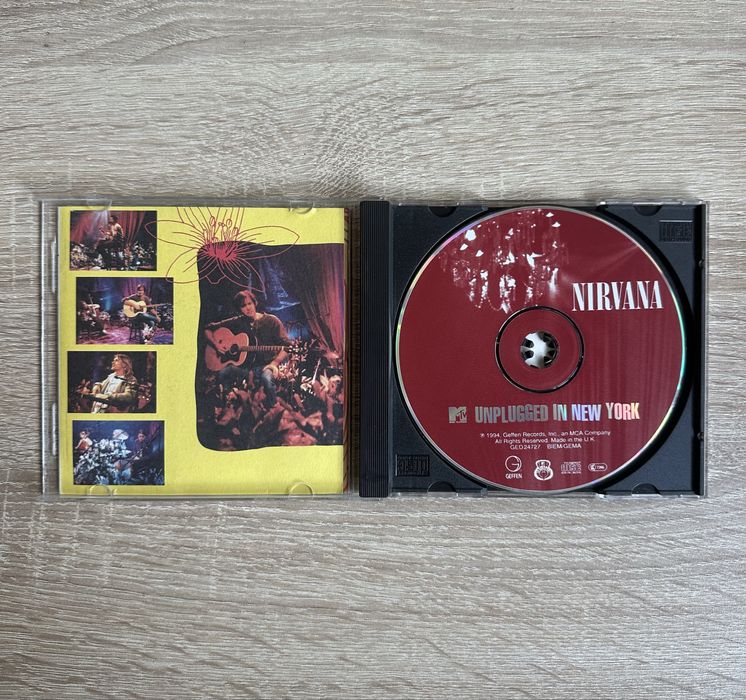 NIRVANA
MTV UNPLUGGED IN NEW YORK
℗ 1994, Geffen Records, Inc., an MCA Company
All Rights Reserved. Made in the U.K.
GED24727 BIEM/GEMA
G
GEFFEN